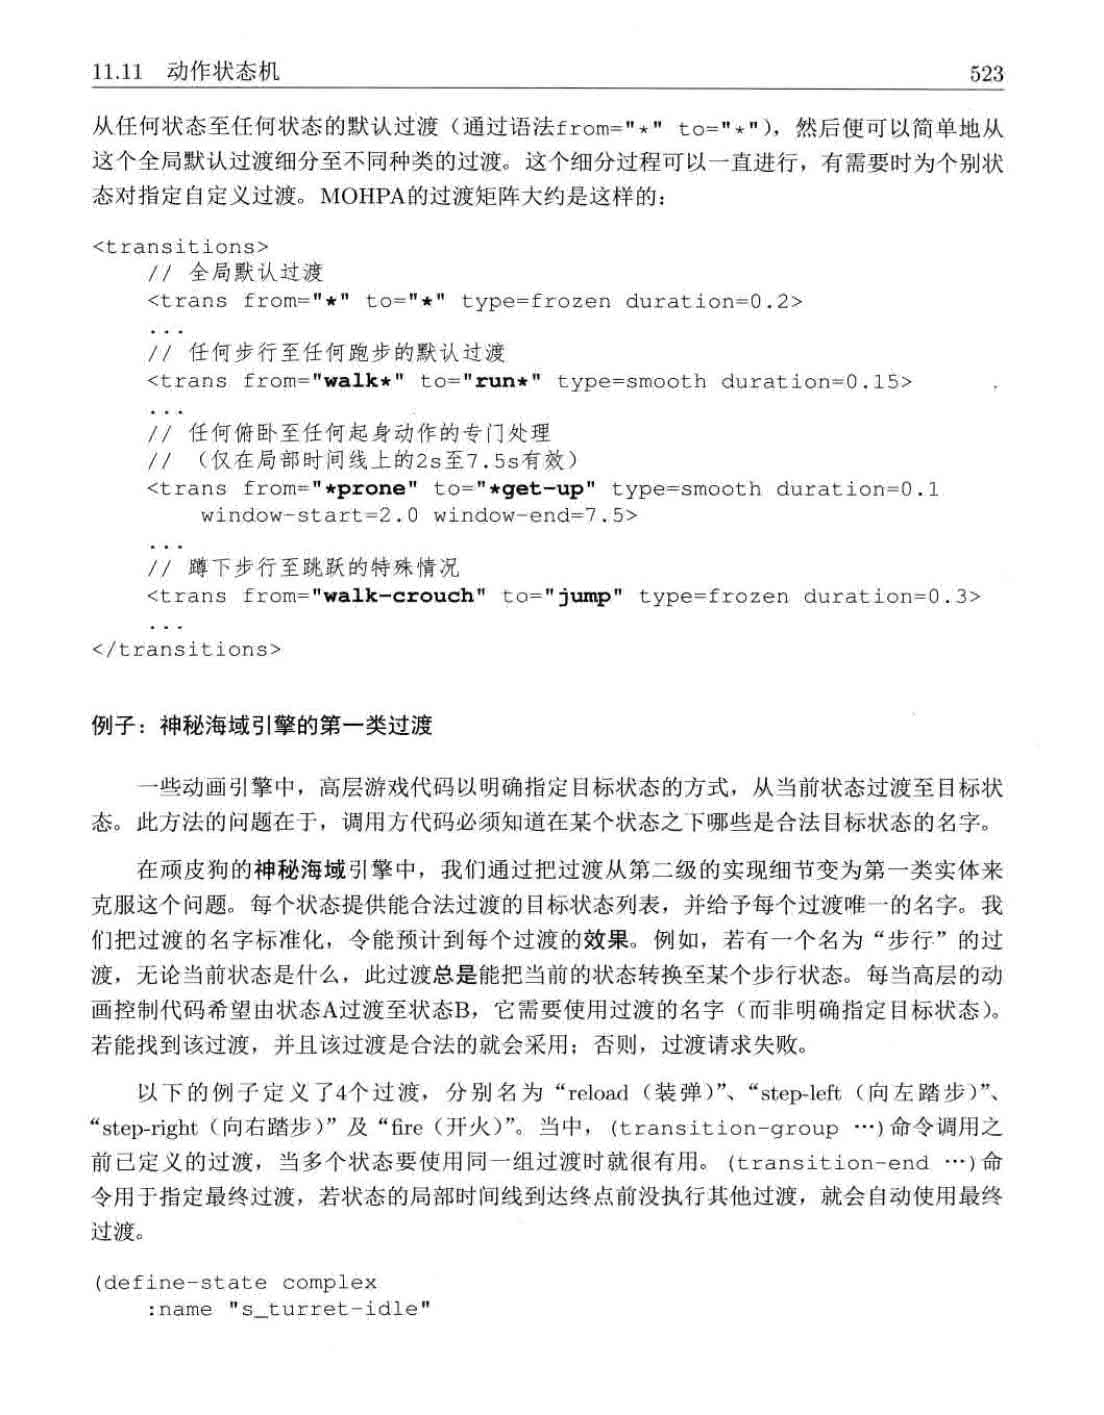 11.11 动作状态机 523
从任何状态至任何状态的默认过渡（通过语法from="*" to="*"），然后便可以简单地从
这个全局默认过渡细分至不同种类的过渡。这个细分过程可以一直进行，有需要时为个别状
态对指定自定义过渡。MOHPA的过渡矩阵大约是这样的：
<transitions>
// 全局默认过渡
<trans from="*" to="*" type=frozen duration=0.2>
...
// 任何步行至任何跑步的默认过渡
<trans from="walk*" to="run*" type=smooth duration=0.15>
...
// 任何俯卧至任何起身动作的专门处理
// （仅在局部时间线上的2s至7.5s有效）
<trans from="*prone" to="*get-up" type=smooth duration=0.1
window-start=2.0 window-end=7.5>
...
// 蹲下步行至跳跃的特殊情况
<trans from="walk-crouch" to="jump" type=frozen duration=0.3>
...
</transitions>
例子：神秘海域引擎的第一类过渡
一些动画引擎中，高层游戏代码以明确指定目标状态的方式，从当前状态过渡至目标状
态。此方法的问题在于，调用方代码必须知道在某个状态之下哪些是合法目标状态的名字。
在顽皮狗的神秘海域引擎中，我们通过把过渡从第二级的实现细节变为第一类实体来
克服这个问题。每个状态提供能合法过渡的目标状态列表，并给予每个过渡唯一的名字。我
们把过渡的名字标准化，令能预计到每个过渡的效果。例如，若有一个名为“步行”的过
渡，无论当前状态是什么，此过渡总是能把当前的状态转换至某个步行状态。每当高层的动
画控制代码希望由状态A过渡至状态B，它需要使用过渡的名字（而非明确指定目标状态）。
若能找到该过渡，并且该过渡是合法的就会采用；否则，过渡请求失败。
以下的例子定义了4个过渡，分别名为“reload（装弹）”、“step-left（向左踏步）”、
“step-right（向右踏步）”及“fire（开火）”。当中，(transition-group ···)命令调用之
前已定义的过渡，当多个状态要使用同一组过渡时就很有用。(transition-end ···)命
令用于指定最终过渡，若状态的局部时间线到达终点前没执行其他过渡，就会自动使用最终
过渡。
(define-state complex
:name "s_turret-idle"